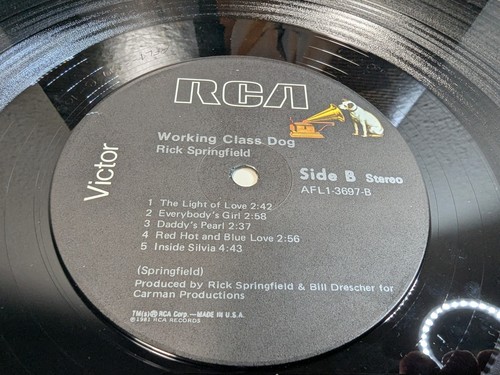 RCA
Victor
Working Class Dog
Rick Springfield
Side B Stereo
AFL1-3697-B
1 The Light of Love 2:42
2 Everybody's Girl 2:58
3 Daddy's Pearl 2:37
4 Red Hot and Blue Love 2:56
5 Inside Silvia 4:43
(Springfield)
Produced by Rick Springfield & Bill Drescher for
Carman Productions
TM(s)® RCA Corp.—MADE IN U.S.A.
℗1981 RCA RECORDS